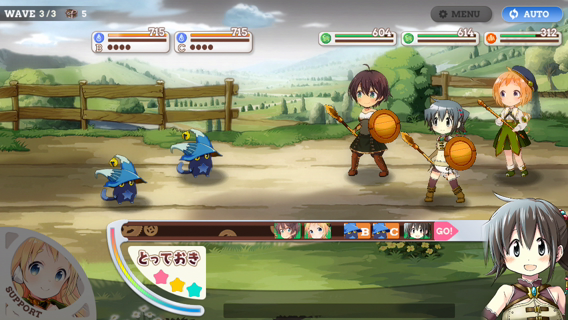 WAVE 3/3 5
MENU
AUTO
715
B
715
C
604
614
312
B
C
GO!
とっておき
SUPPORT